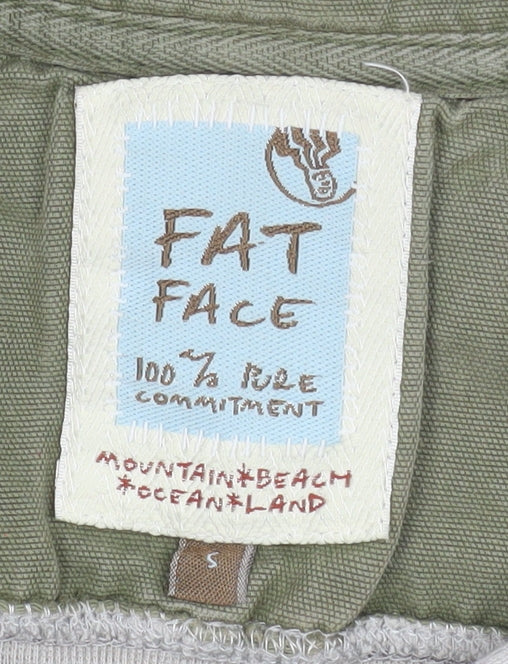 FAT
FACE
100% PURE
COMMITMENT
MOUNTAIN*BEACH
*OCEAN*LAND
S